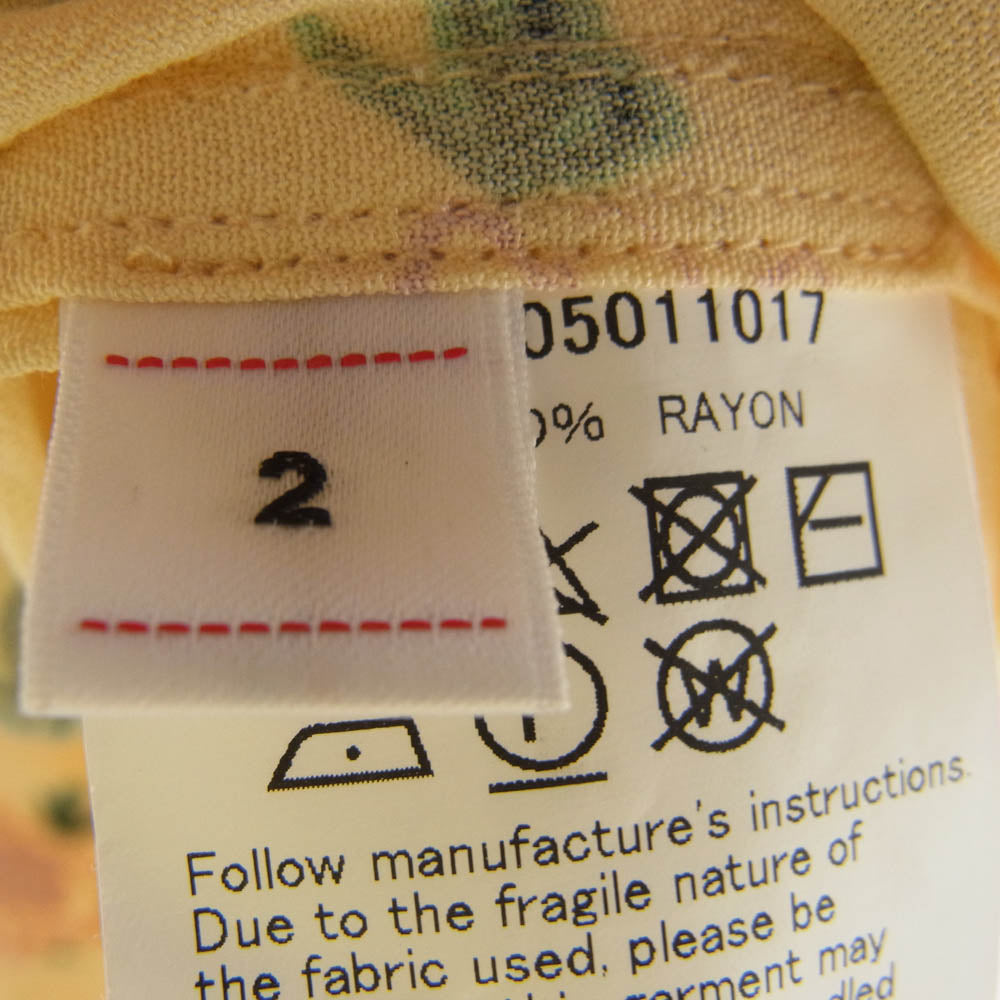 05011017
2
0% RAYON
W
Follow manufacture's instructions.
Due to the fragile nature of
the fabric used, please be
garment may